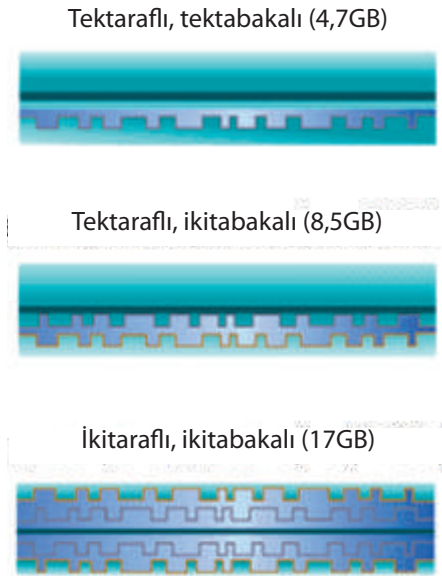 Tektaraflı, tektabakalı (4,7GB)
Tektaraflı, ikitabakalı (8,5GB)
İkitaraflı, ikitabakalı (17GB)